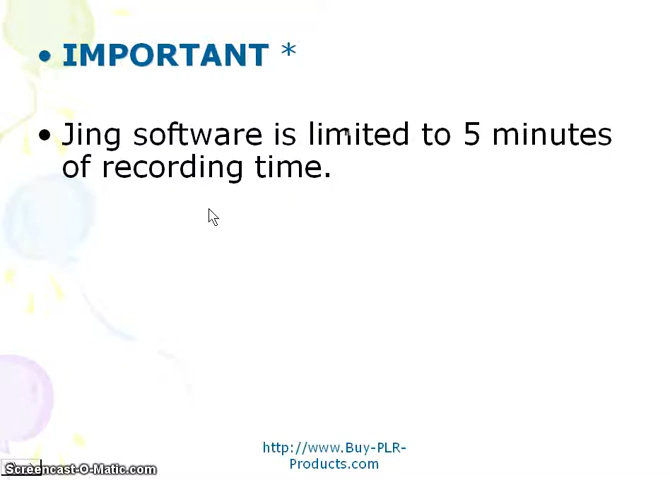 • IMPORTANT *
• Jing software is limited to 5 minutes
of recording time.
http://www.Buy-PLR-
Products.com
Screencast-O-Matic.com